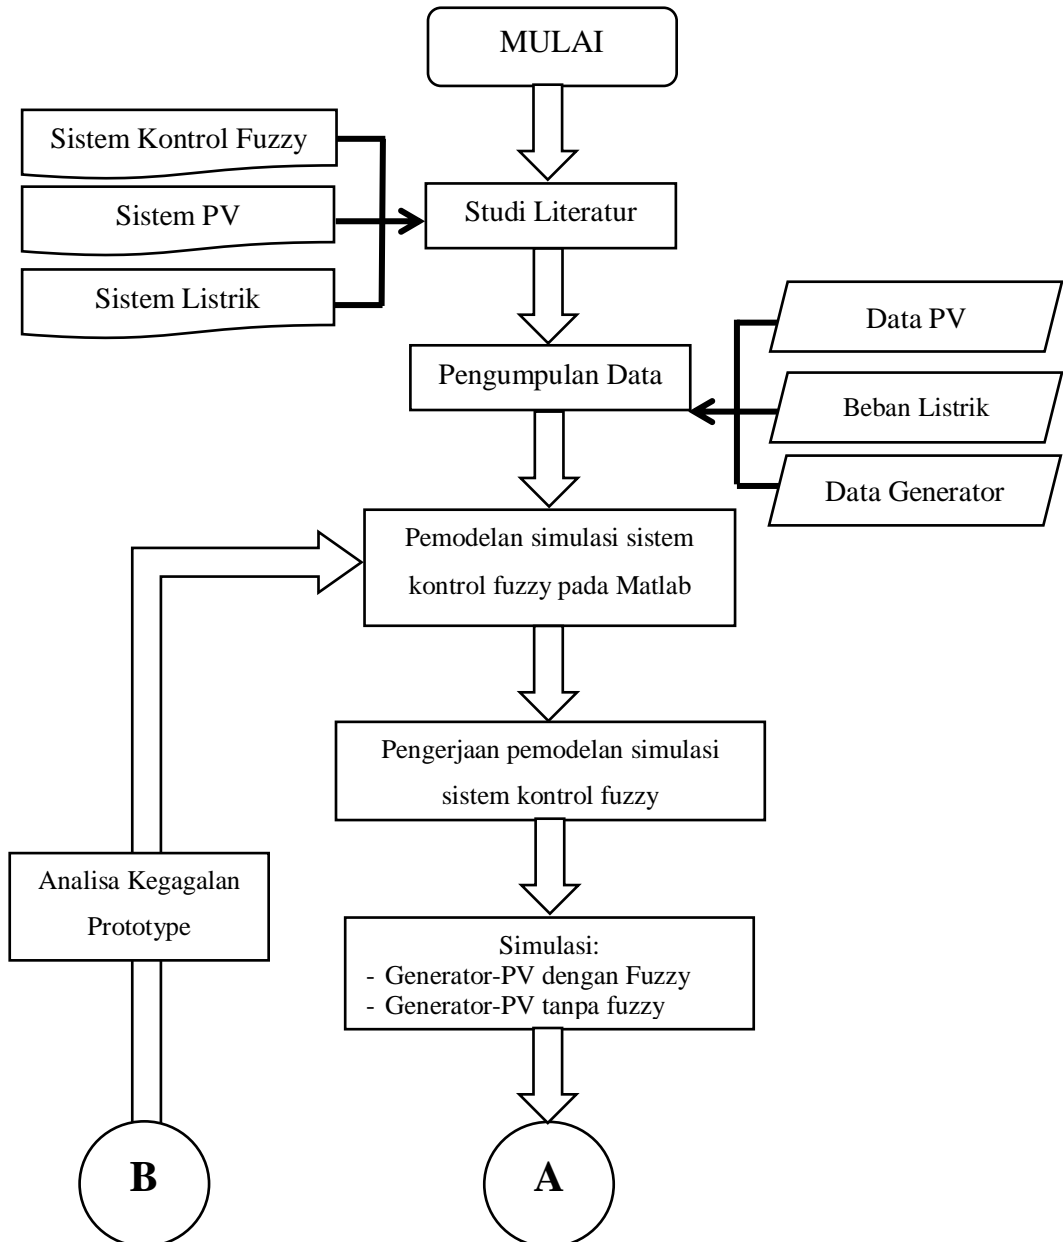 MULAI
Sistem Kontrol Fuzzy
Sistem PV
Sistem Listrik
Studi Literatur
Pengumpulan Data
Data PV
Beban Listrik
Data Generator
Pemodelan simulasi sistem
kontrol fuzzy pada Matlab
Pengerjaan pemodelan simulasi
sistem kontrol fuzzy
Analisa Kegagalan
Prototype
Simulasi:
- Generator-PV dengan Fuzzy
- Generator-PV tanpa fuzzy
B
A